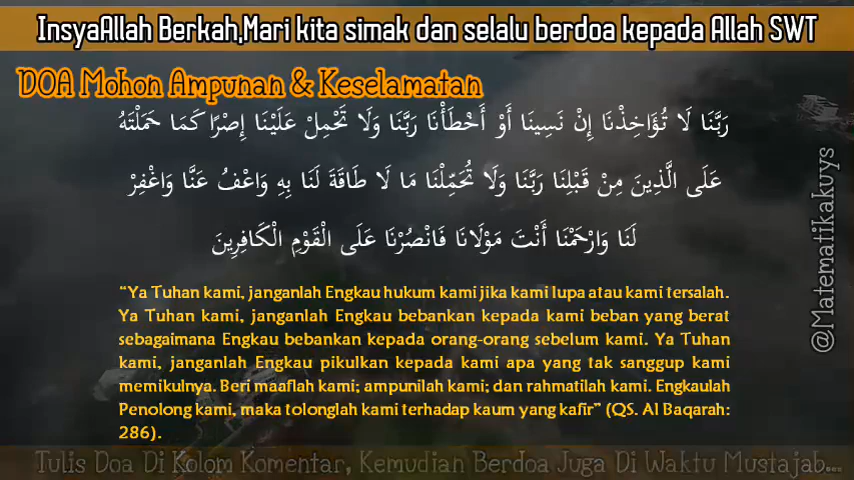 InsyaAllah Berkah,Mari kita simak dan selalu berdoa kepada Allah SWT
DOA Mohon Ampunan & Keselamatan
رَبَّنَا لَا تُؤَاخِذْنَا إِنْ نَسِينَا أَوْ أَخْطَأْنَا رَبَّنَا وَلَا تَحْمِلْ عَلَيْنَا إِصْرًا كَمَا حَمَلْتَهُ
عَلَى الَّذِينَ مِنْ قَبْلِنَا رَبَّنَا وَلَا تُحَمِّلْنَا مَا لَا طَاقَةَ لَنَا بِهِ وَاعْفُ عَنَّا وَاغْفِرْ
لَنَا وَارْحَمْنَا أَنْتَ مَوْلَانَا فَانْصُرْنَا عَلَى الْقَوْمِ الْكَافِرِينَ
“Ya Tuhan kami, janganlah Engkau hukum kami jika kami lupa atau kami tersalah.
Ya Tuhan kami, janganlah Engkau bebankan kepada kami beban yang berat
sebagaimana Engkau bebankan kepada orang-orang sebelum kami. Ya Tuhan
kami, janganlah Engkau pikulkan kepada kami apa yang tak sanggup kami
memikulnya. Beri maaflah kami; ampunilah kami; dan rahmatilah kami. Engkaulah
Penolong kami, maka tolonglah kami terhadap kaum yang kafir” (QS. Al Baqarah:
286).
@Matematikakuys
Tulis Doa Di Kolom Komentar, Kemudian Berdoa Juga Di Waktu Mustajab...